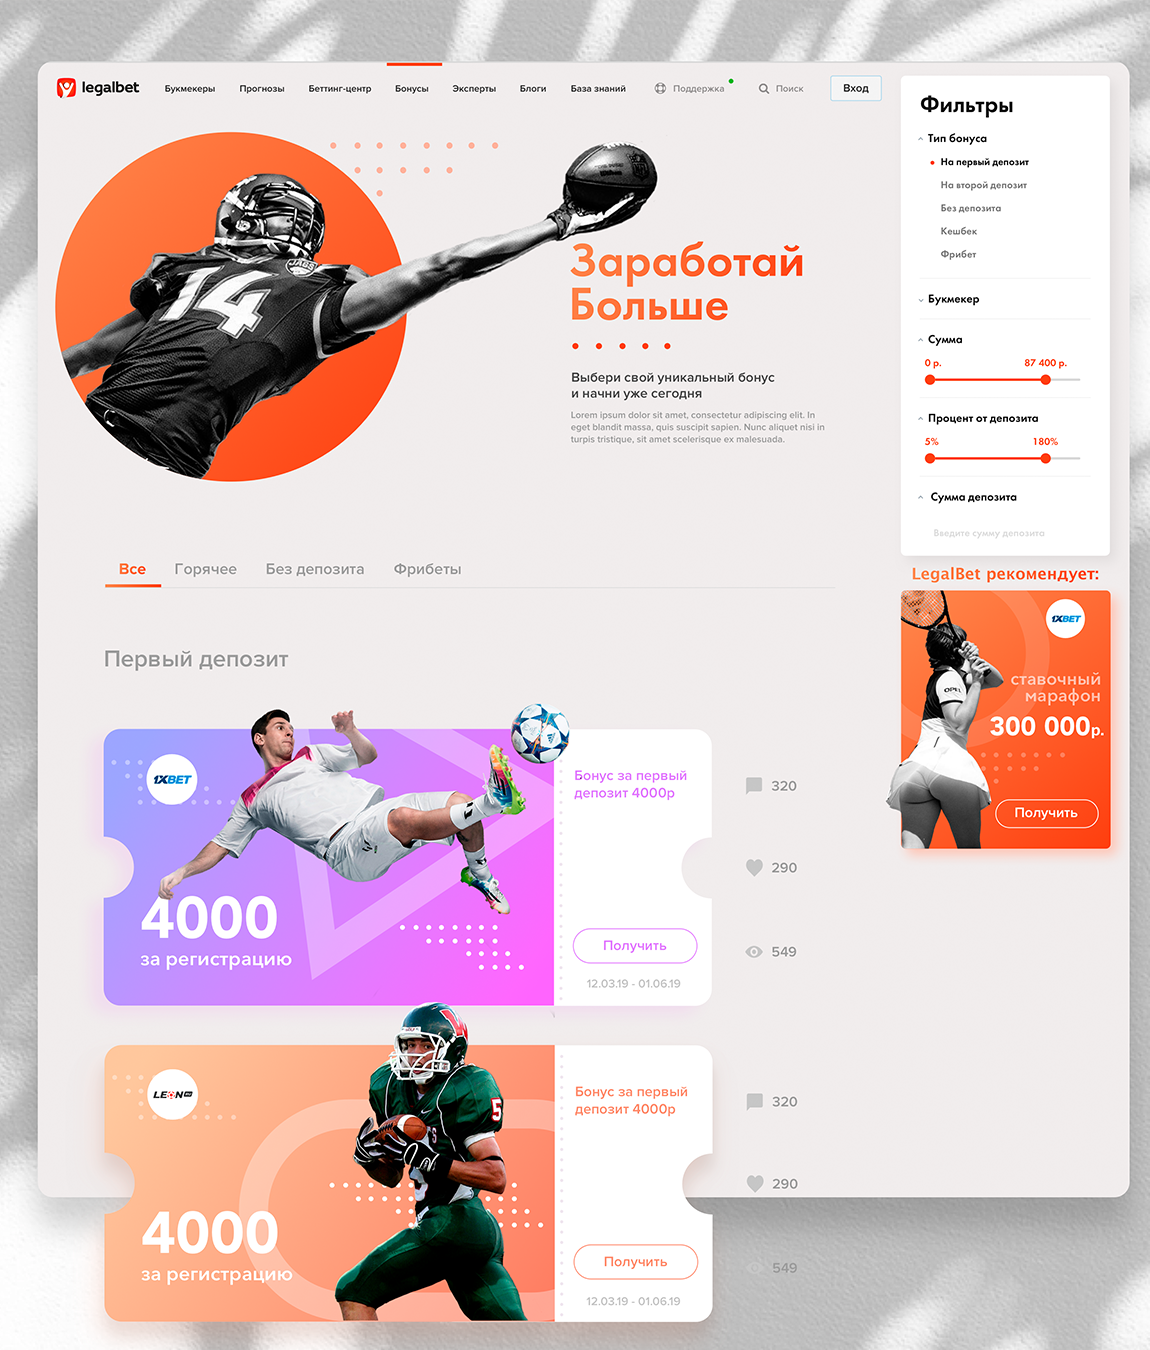 legalbet
Букмекеры
Прогнозы
Беттинг-центр
Бонусы
Эксперты
Блоги
База знаний
Поддержка
Поиск
Вход
14
JAGS
Заработай
Больше
Выбери свой уникальный бонус
и начни уже сегодня
Lorem ipsum dolor sit amet, consectetur adipiscing elit. In
eget blandit massa, quis suscipit sapien. Nunc aliquet nisi in
turpis tristique, sit amet scelerisque ex malesuada.
Фильтры
Тип бонуса
На первый депозит
На второй депозит
Без депозита
Кешбек
Фрибет
Букмекер
Сумма
0 р.
87 400 р.
Процент от депозита
5%
180%
Сумма депозита
Введите сумму депозита
LegalBet рекомендует:
1XBET
OPEL
ставочный
марафон
300 000р.
Получить
Все
Горячее
Без депозита
Фрибеты
Первый депозит
1XBET
4000
за регистрацию
Бонус за первый
депозит 4000р
Получить
12.03.19 - 01.06.19
320
290
549
LEON
W
5
4000
за регистрацию
Бонус за первый
депозит 4000р
Получить
12.03.19 - 01.06.19
320
290
549